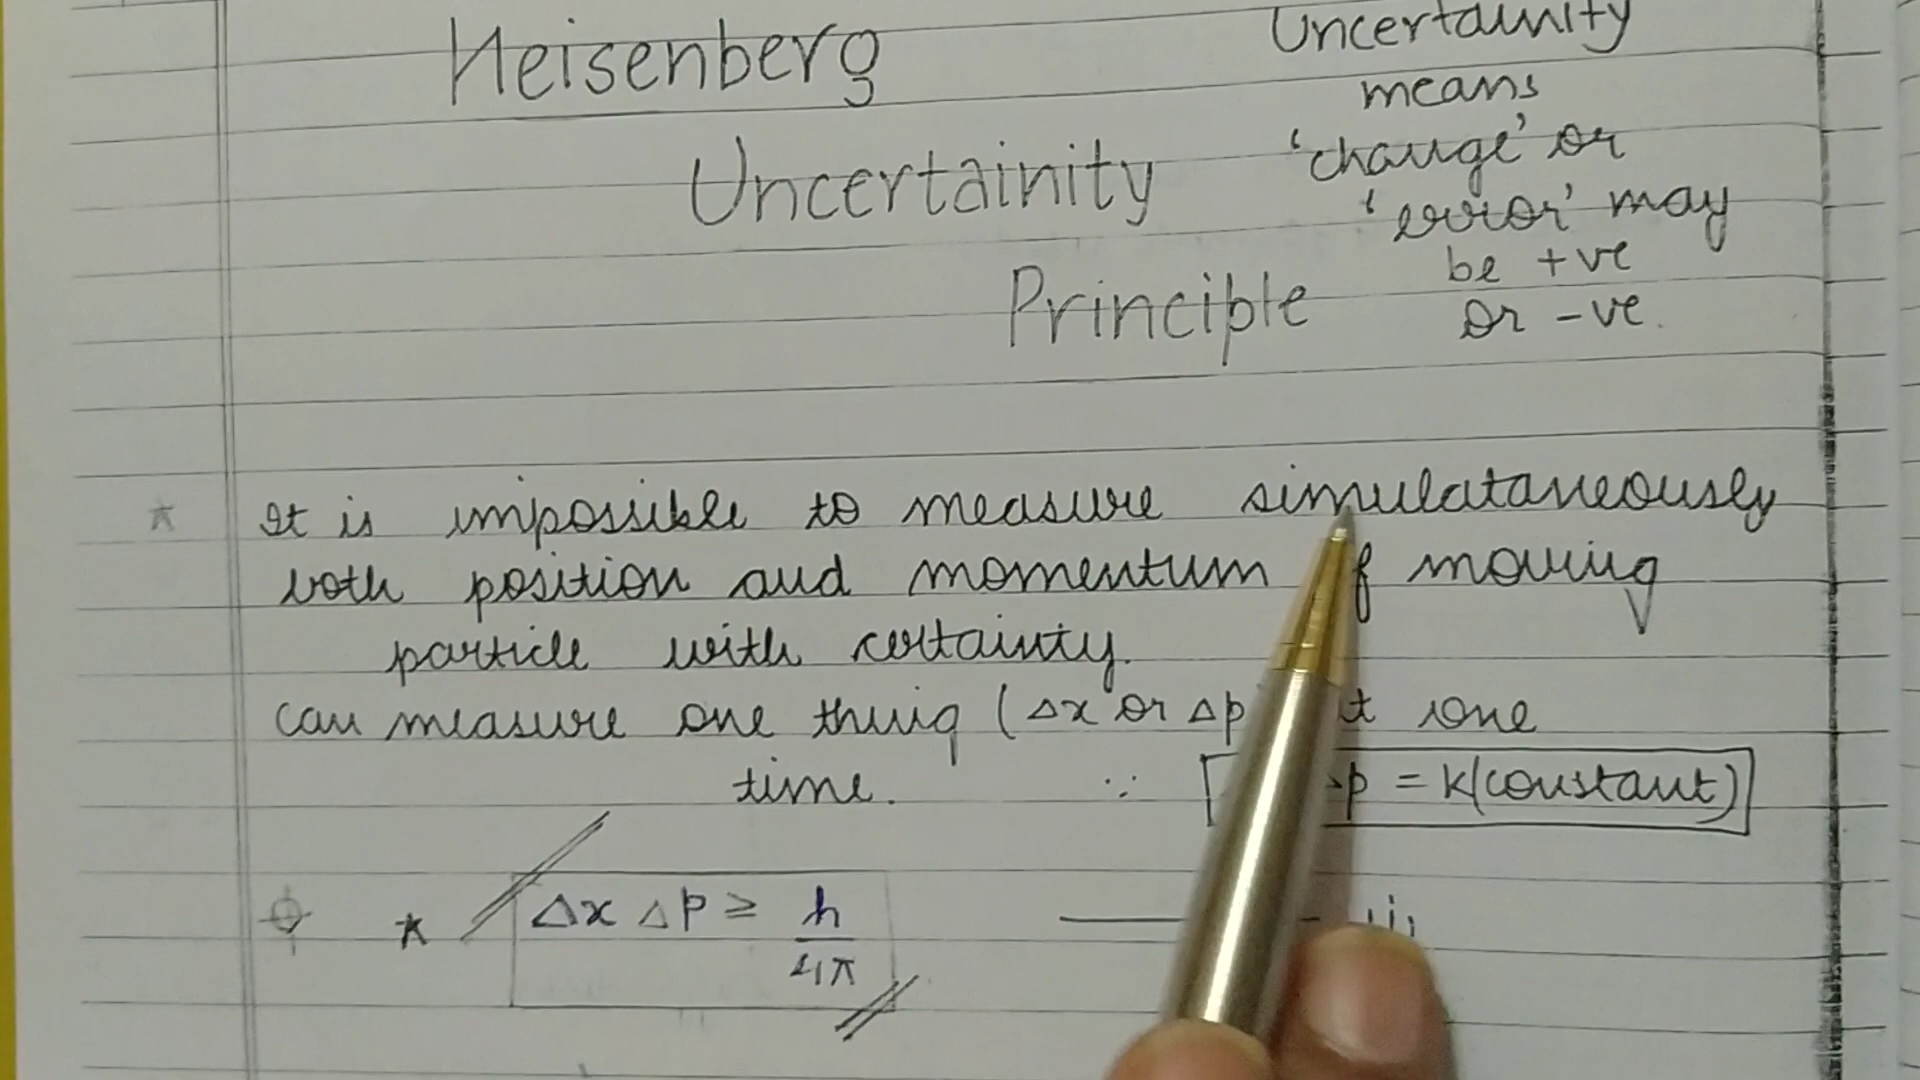 Heisenberg
Uncertainity
Principle
Uncertainity
means
'change' or
'error' may
be +ve
or -ve.
It is impossible to measure simulataneously
both position and momentum of moving
particle with certainty.
can measure one thing (Δx or Δp at one
time. ∵ Δp = k(constant)
Δx Δp ≥ h/4π